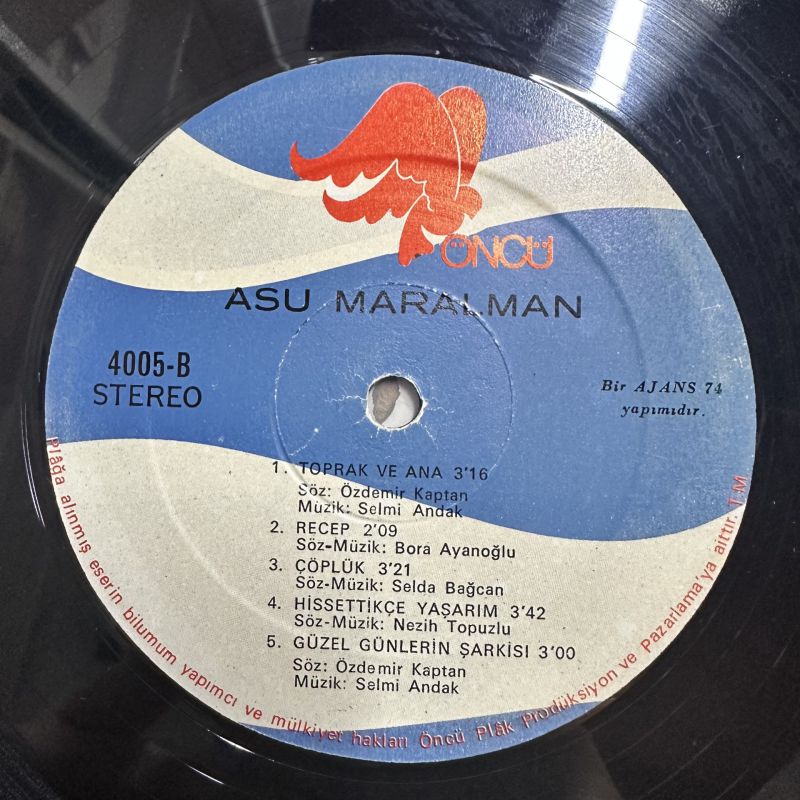 ÖNCÜ
ASU MARALMAN
4005-B
STEREO
Bir AJANS 74
yapımıdır.
1. TOPRAK VE ANA 3'16
Söz: Özdemir Kaptan
Müzik: Selmi Andak
2. RECEP 2'09
Söz-Müzik: Bora Ayanoğlu
3. ÇÖPLÜK 3'21
Söz-Müzik: Selda Bağcan
4. HİSSETTİKÇE YAŞARIM 3'42
Söz-Müzik: Nezih Topuzlu
5. GÜZEL GÜNLERİN ŞARKİSI 3'00
Söz: Özdemir Kaptan
Müzik: Selmi Andak
Plâğa alınmış eserin bilumum yapımcı ve mülkiyet hakları Öncü Plâk Prodüksiyon ve Pazarlama'ya aittir. T.M